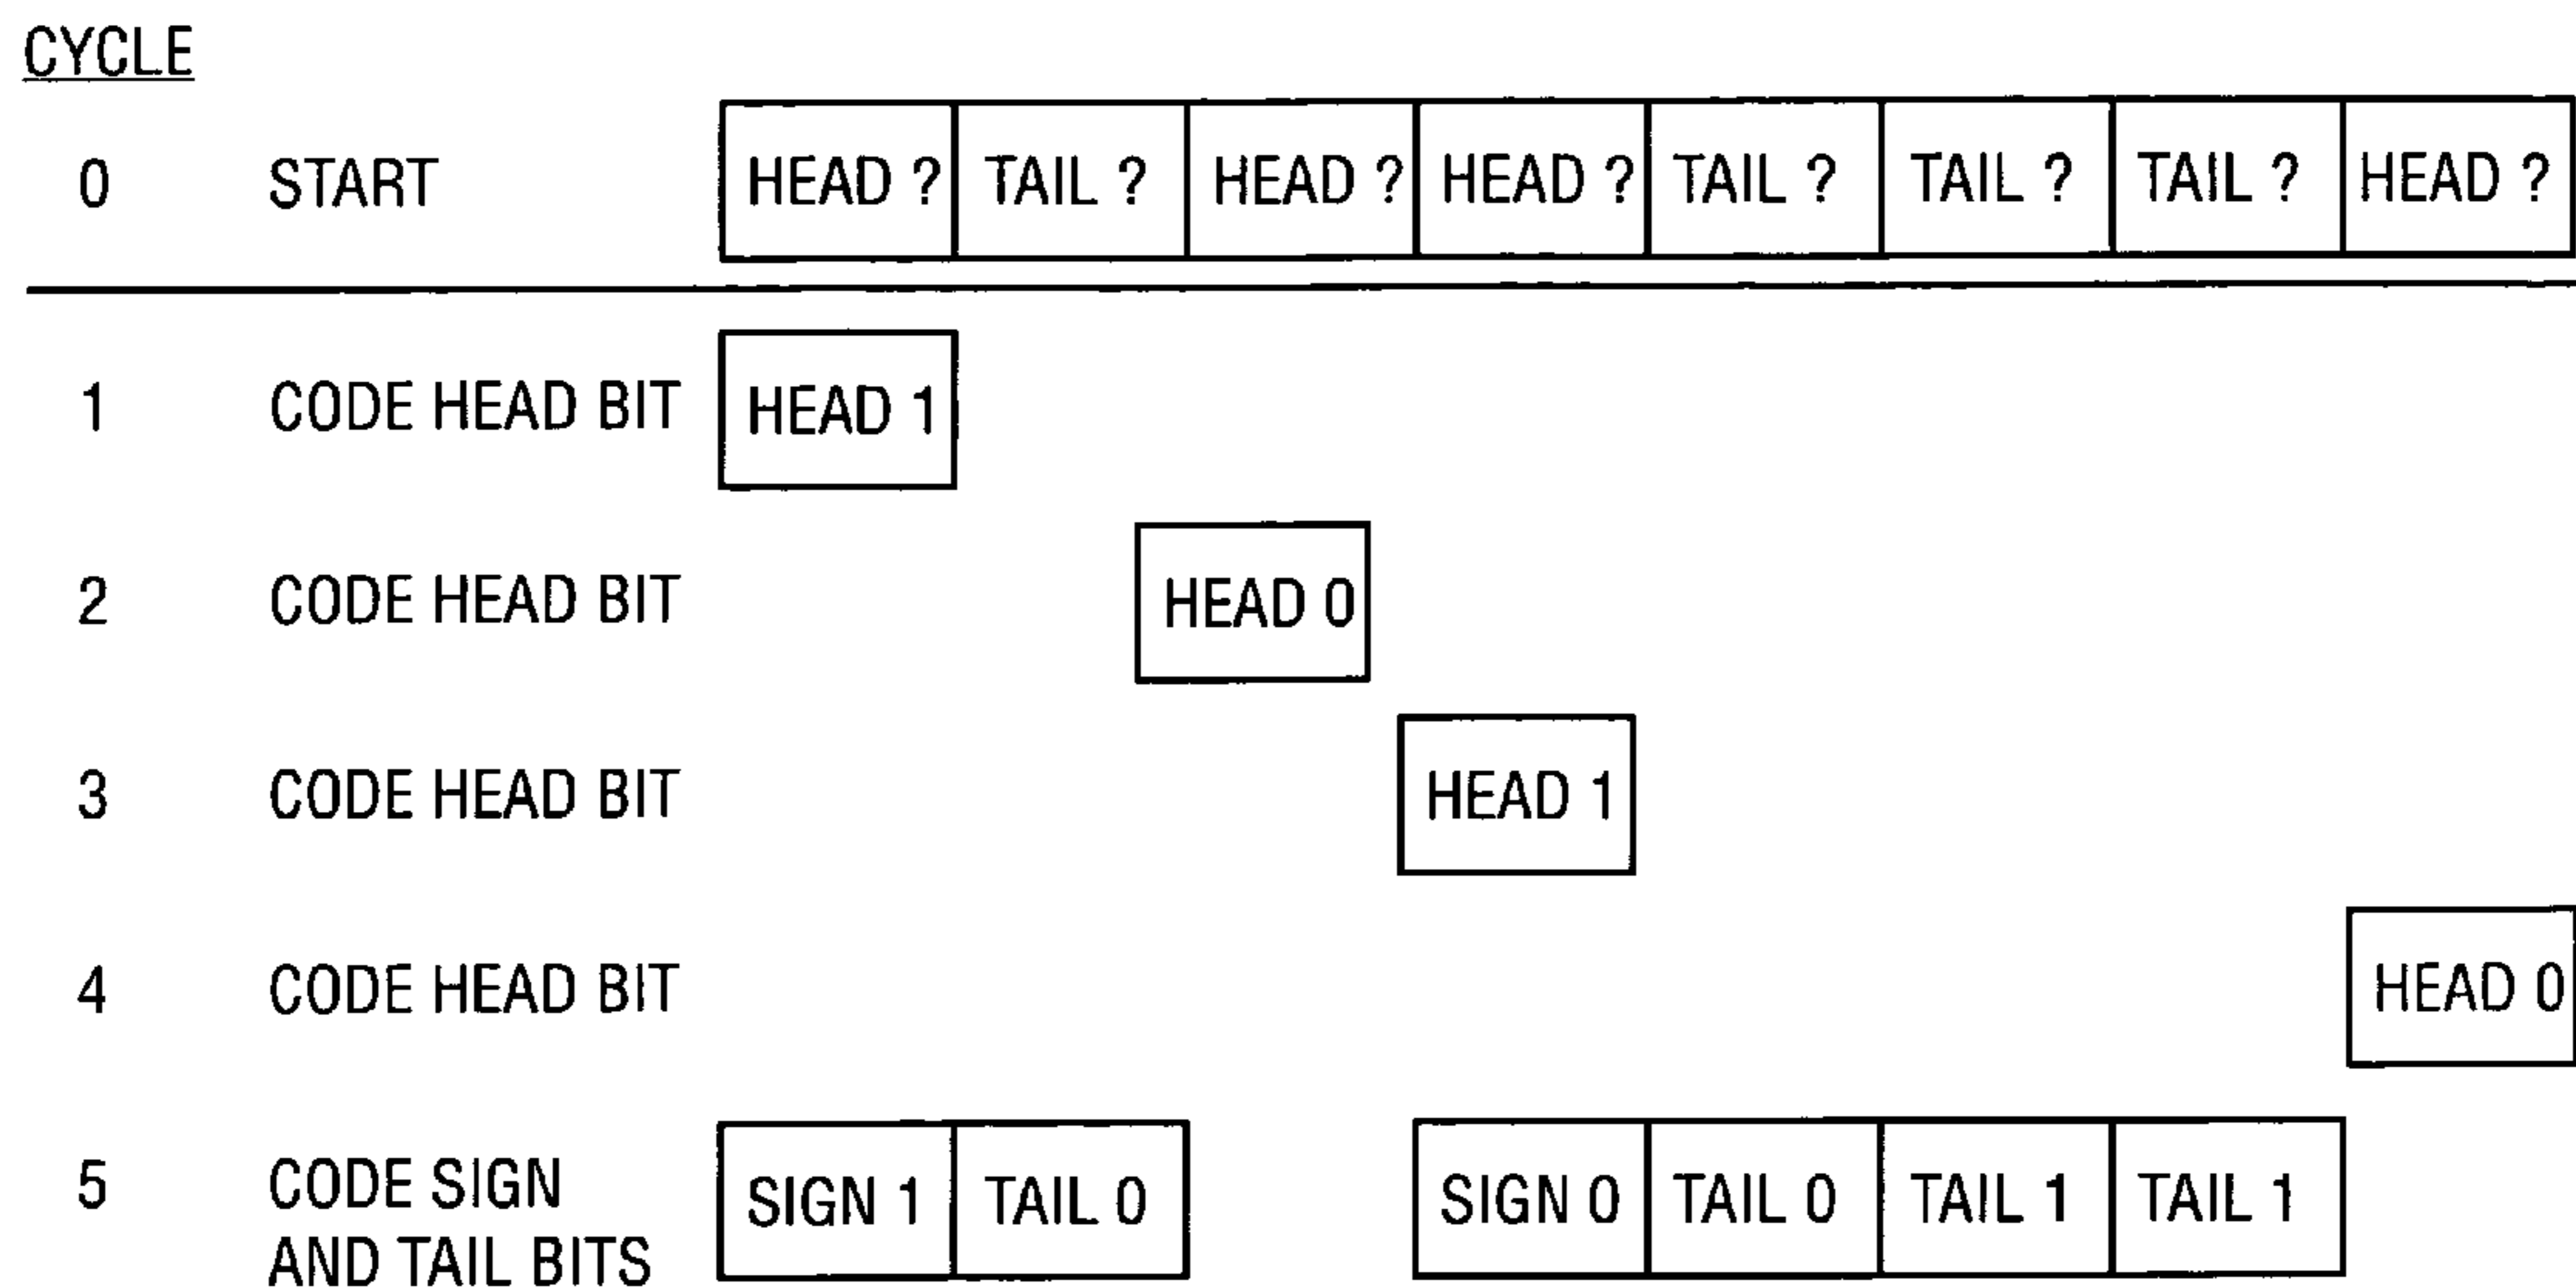 CYCLE
0 START HEAD ? TAIL ? HEAD ? HEAD ? TAIL ? TAIL ? TAIL ? HEAD ?
1 CODE HEAD BIT HEAD 1
2 CODE HEAD BIT HEAD 0
3 CODE HEAD BIT HEAD 1
4 CODE HEAD BIT HEAD 0
5 CODE SIGN SIGN 1 TAIL 0 SIGN 0 TAIL 0 TAIL 1 TAIL 1
AND TAIL BITS